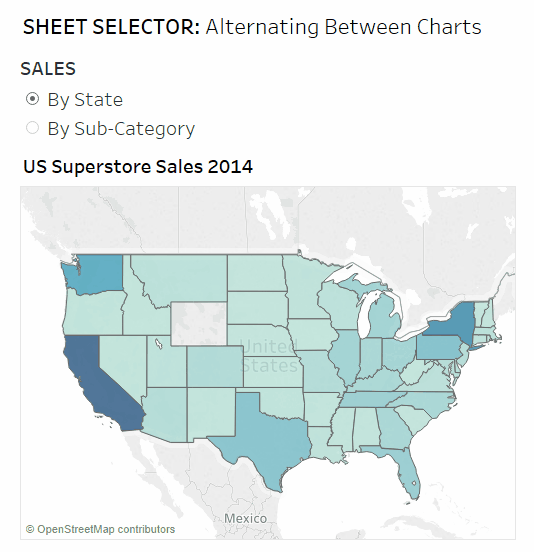 SHEET SELECTOR: Alternating Between Charts
SALES
By State
By Sub-Category
US Superstore Sales 2014
United
States
Mexico
© OpenStreetMap contributors